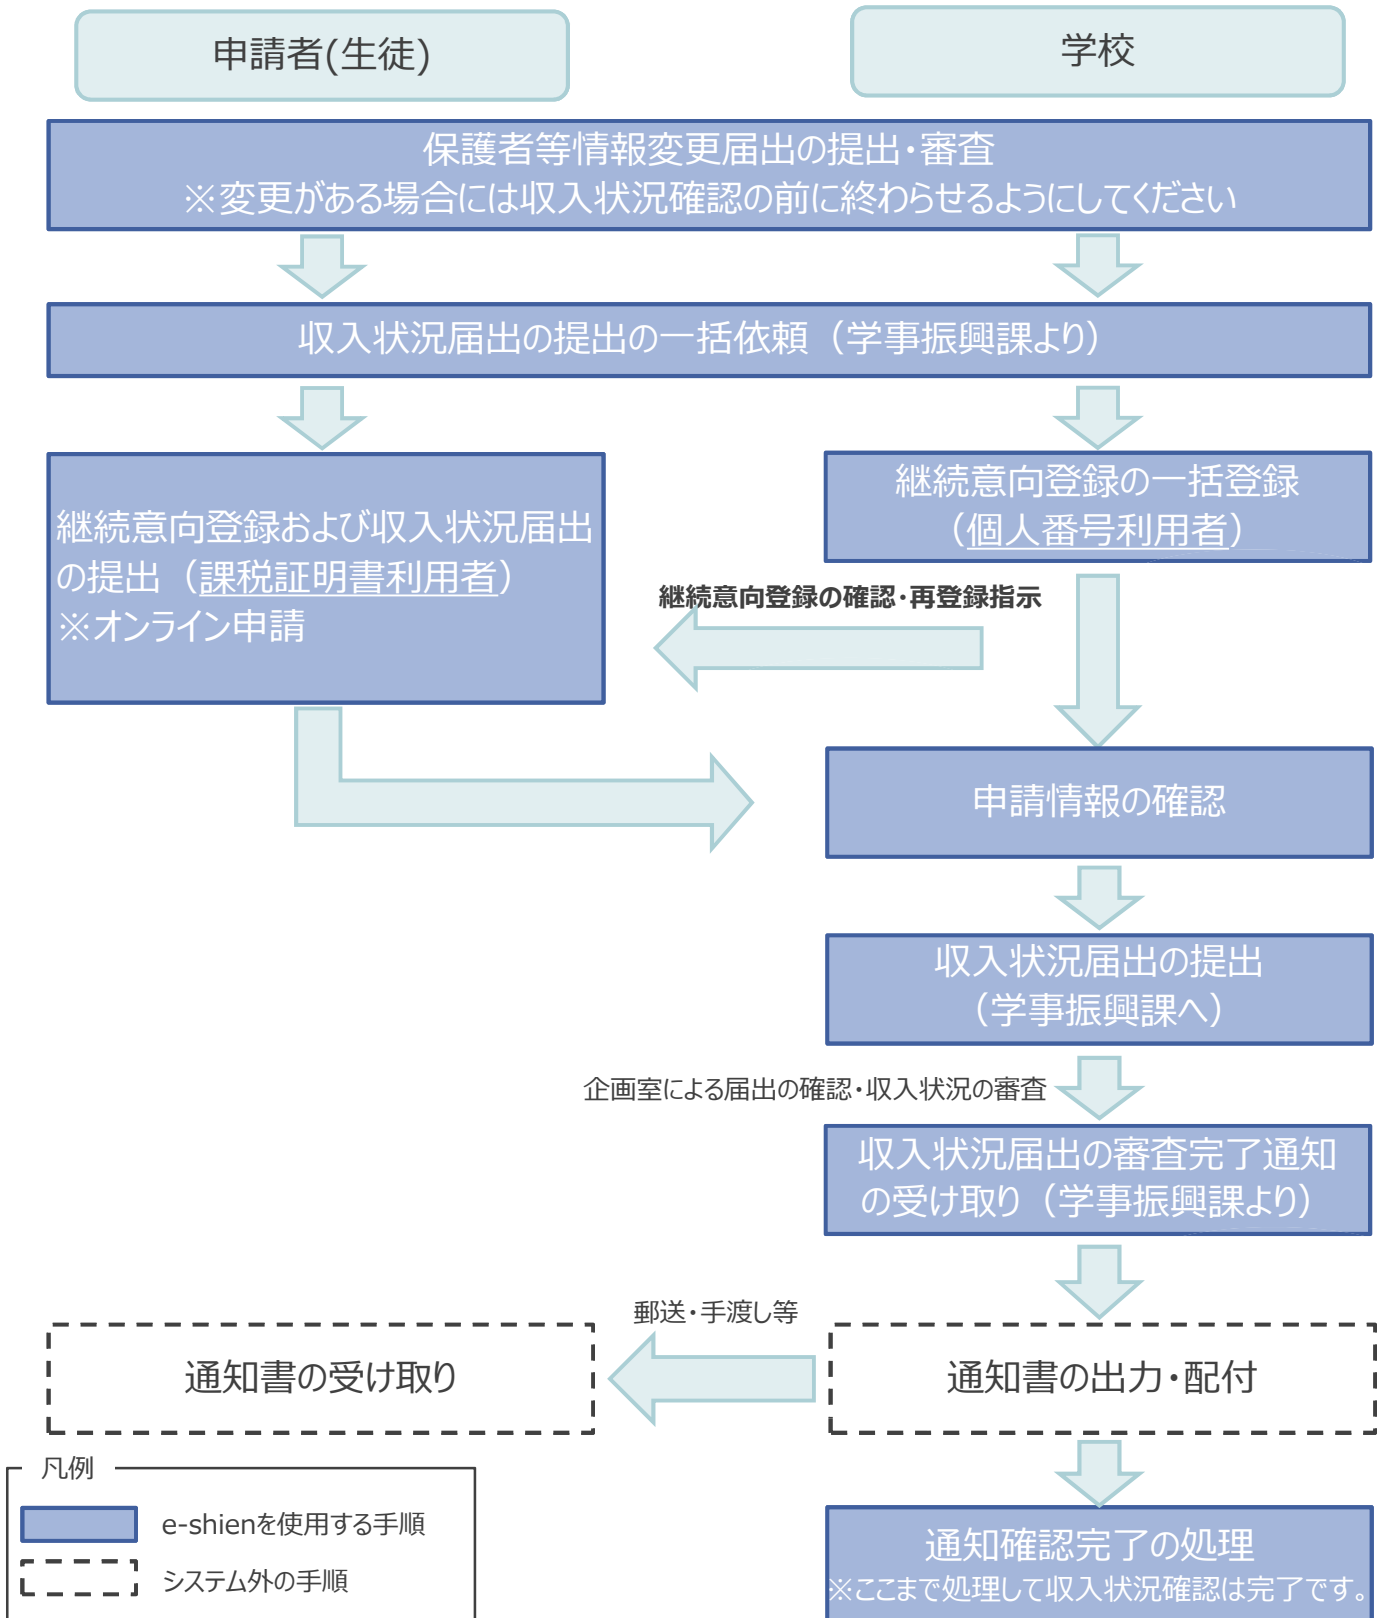 申請者(生徒)
学校
保護者等情報変更届出の提出・審査
※変更がある場合には収入状況確認の前に終わらせるようにしてください
収入状況届出の提出の一括依頼（学事振興課より）
継続意向登録および収入状況届出
の提出（課税証明書利用者）
※オンライン申請
継続意向登録の一括登録
（個人番号利用者）
継続意向登録の確認・再登録指示
申請情報の確認
収入状況届出の提出
（学事振興課へ）
企画室による届出の確認・収入状況の審査
収入状況届出の審査完了通知
の受け取り（学事振興課より）
郵送・手渡し等
通知書の受け取り
通知書の出力・配付
凡例
e-shienを使用する手順
システム外の手順
通知確認完了の処理
※ここまで処理して収入状況確認は完了です。